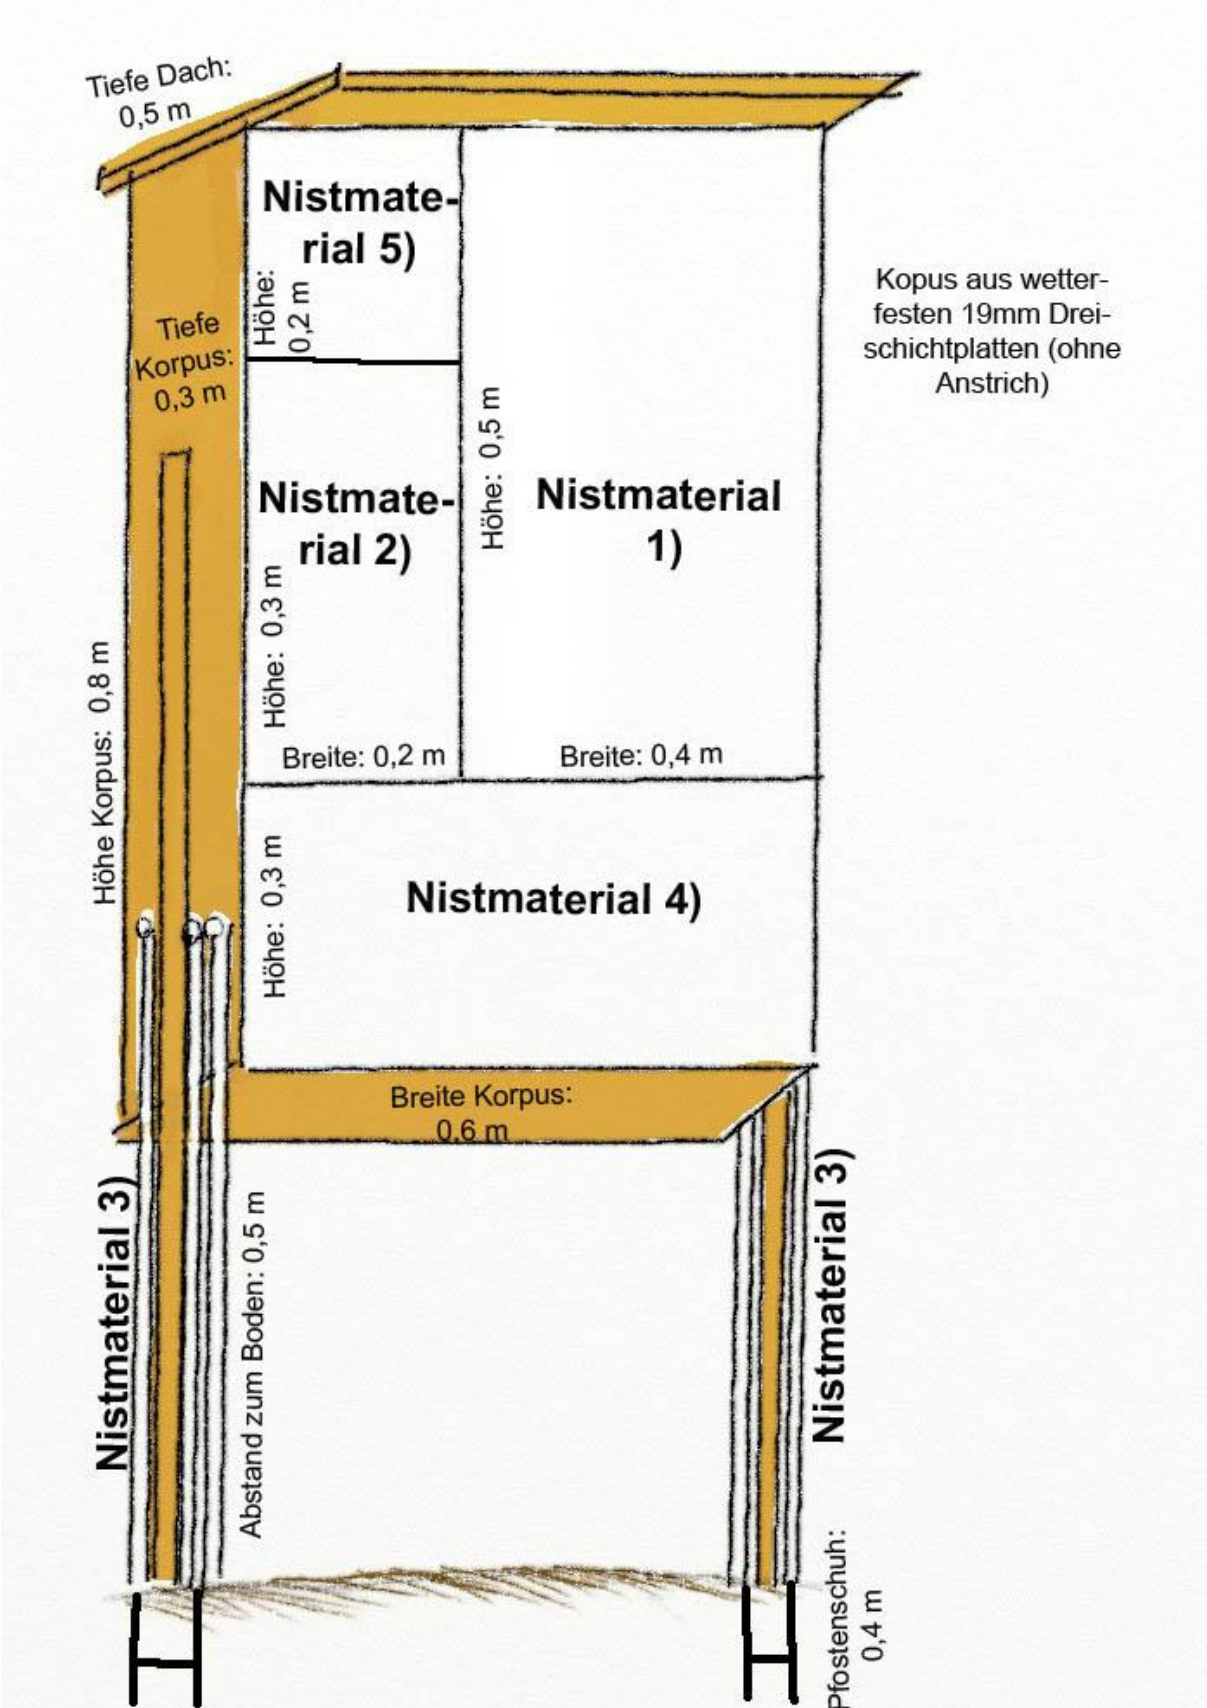 Tiefe Dach:
0,5 m
Nistmate-
rial 5)
Höhe:
0,2 m
Kopus aus wetter-
festen 19mm Drei-
schichtplatten (ohne
Anstrich)
Tiefe
Korpus:
0,3 m
Höhe: 0,5 m
Nistmate-
rial 2)
Nistmaterial
1)
Höhe: 0,3 m
Breite: 0,2 m
Breite: 0,4 m
Höhe Korpus: 0,8 m
Höhe: 0,3 m
Nistmaterial 4)
Breite Korpus:
0,6 m
Nistmaterial 3)
Abstand zum Boden: 0,5 m
Nistmaterial 3)
Pfostenschuh:
0,4 m